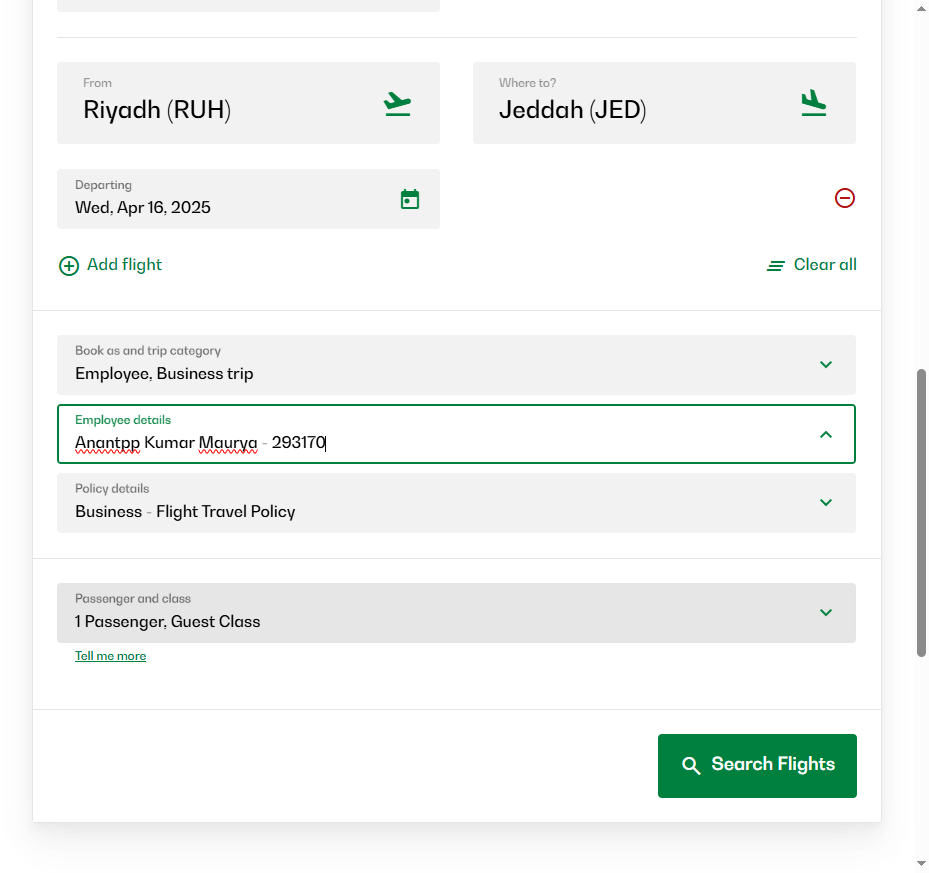 From
Riyadh (RUH)
Where to?
Jeddah (JED)
Departing
Wed, Apr 16, 2025
Add flight
Clear all
Book as and trip category
Employee, Business trip
Employee details
Anantpp Kumar Maurya - 293170
Policy details
Business - Flight Travel Policy
Passenger and class
1 Passenger, Guest Class
Tell me more
Search Flights